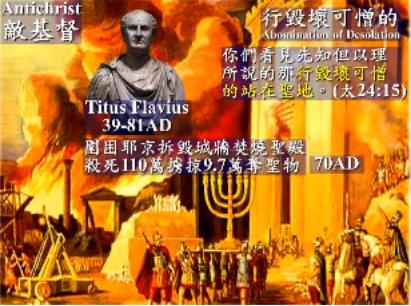 Antichrist
敵基督
行毀壞可憎的
Abomination of Desolation
你們看見先知但以理
所說的那行毀壞可憎
的站在聖地。(太24:15)
Titus Flavius
39-81AD
圍困耶京拆毀城牆焚燒聖殿
殺死110萬擄掠9.7萬奪聖物
70AD